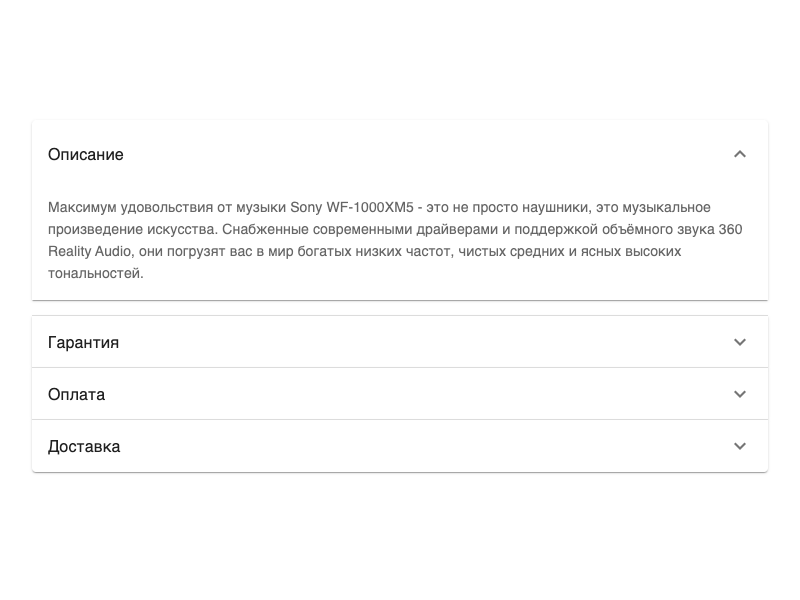 Описание
Максимум удовольствия от музыки Sony WF-1000XM5 - это не просто наушники, это музыкальное
произведение искусства. Снабженные современными драйверами и поддержкой объёмного звука 360
Reality Audio, они погрузят вас в мир богатых низких частот, чистых средних и ясных высоких
тональностей.
Гарантия
Оплата
Доставка